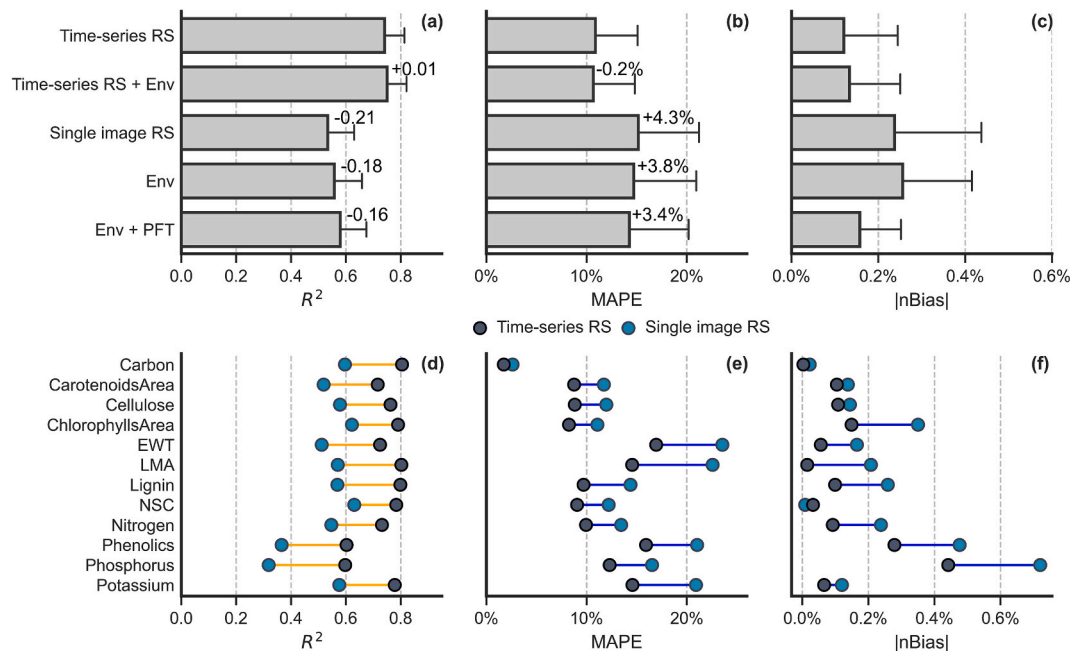 (a)
(b)
(c)
Time-series RS
Time-series RS + Env
Single image RS
Env
Env + PFT
+0.01
-0.21
-0.18
-0.16
-0.2%
+4.3%
+3.8%
+3.4%
0.0 0.2 0.4 0.6 0.8
0% 10% 20%
0.0% 0.2% 0.4% 0.6%
R²
MAPE
|nBias|
Time-series RS
Single image RS
(d)
(e)
(f)
Carbon
CarotenoidsArea
Cellulose
ChlorophyllsArea
EWT
LMA
Lignin
NSC
Nitrogen
Phenolics
Phosphorus
Potassium
0.0 0.2 0.4 0.6 0.8
0% 10% 20%
0.0% 0.2% 0.4% 0.6%
R²
MAPE
|nBias|